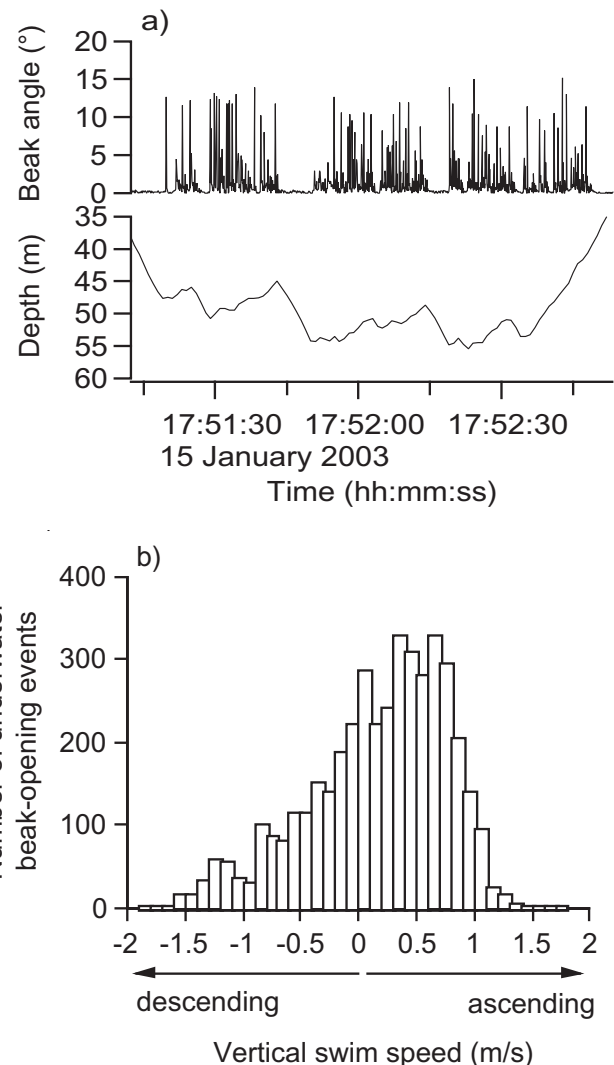 a)
Beak angle (°)
20
15
10
5
0
Depth (m)
35
40
45
50
55
60
17:51:30 17:52:00 17:52:30
15 January 2003
Time (hh:mm:ss)
b)
beak-opening events
400
300
200
100
0
-2 -1.5 -1 -0.5 0 0.5 1 1.5 2
descending ascending
Vertical swim speed (m/s)